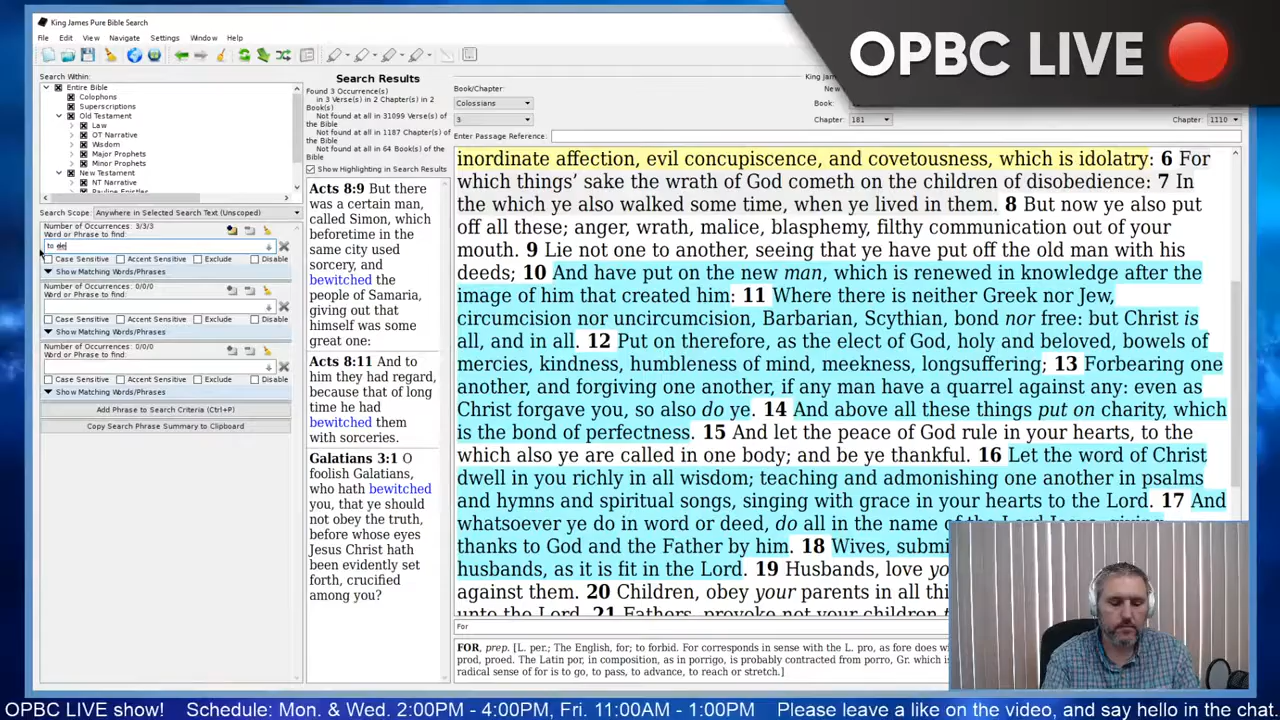 King James Pure Bible Search
File Edit View Navigate Settings Window Help
OPBC LIVE
Search Within:
Entire Bible
Colophons
Superscriptions
Old Testament
Law
OT Narrative
Wisdom
Major Prophets
Minor Prophets
New Testament
NT Narrative
Search Scope: Anywhere in Selected Search Text (Unscoped)
Number of Occurrences: 3/3/3
Word or Phrase to find:
to de
Case Sensitive Accent Sensitive Exclude Disable
Show Matching Words/Phrases
Number of Occurrences: 0/0/0
Word or Phrase to find:
Case Sensitive Accent Sensitive Exclude Disable
Show Matching Words/Phrases
Number of Occurrences: 0/0/0
Word or Phrase to find:
Case Sensitive Accent Sensitive Exclude Disable
Show Matching Words/Phrases
Add Phrase to Search Criteria (Ctrl+P)
Copy Search Phrase Summary to Clipboard
Search Results
Found 3 Occurrence(s)
in 3 Verse(s) in 2 Chapter(s) in 2
Book(s)
Not found at all in 31099 Verse(s) of
the Bible
Not found at all in 1187 Chapter(s) of
the Bible
Not found at all in 64 Book(s) of the
Bible
Show Highlighting in Search Results
Acts 8:9 But there
was a certain man,
called Simon, which
beforetime in the
same city used
sorcery, and
bewitched the
people of Samaria,
giving out that
himself was some
great one:
Acts 8:11 And to
him they had regard,
because that of long
time he had
bewitched them
with sorceries.
Galatians 3:1 O
foolish Galatians,
who hath bewitched
you, that ye should
not obey the truth,
before whose eyes
Jesus Christ hath
been evidently set
forth, crucified
among you?
Book/Chapter:
Colossians
3
King
New
Book:
Chapter: 181
Chapter: 1110
Enter Passage Reference:
inordinate affection, evil concupiscence, and covetousness, which is idolatry: 6 For
which things’ sake the wrath of God cometh on the children of disobedience: 7 In
the which ye also walked some time, when ye lived in them. 8 But now ye also put
off all these; anger, wrath, malice, blasphemy, filthy communication out of your
mouth. 9 Lie not one to another, seeing that ye have put off the old man with his
deeds; 10 And have put on the new man, which is renewed in knowledge after the
image of him that created him: 11 Where there is neither Greek nor Jew,
circumcision nor uncircumcision, Barbarian, Scythian, bond nor free: but Christ is
all, and in all. 12 Put on therefore, as the elect of God, holy and beloved, bowels of
mercies, kindness, humbleness of mind, meekness, longsuffering; 13 Forbearing one
another, and forgiving one another, if any man have a quarrel against any: even as
Christ forgave you, so also do ye. 14 And above all these things put on charity, which
is the bond of perfectness. 15 And let the peace of God rule in your hearts, to the
which also ye are called in one body; and be ye thankful. 16 Let the word of Christ
dwell in you richly in all wisdom; teaching and admonishing one another in psalms
and hymns and spiritual songs, singing with grace in your hearts to the Lord. 17 And
whatsoever ye do in word or deed, do all in the name of the Lord Jesus, giving
thanks to God and the Father by him. 18 Wives, submi
husbands, as it is fit in the Lord. 19 Husbands, love yo
against them. 20 Children, obey your parents in all thi
unto the Lord. 21 Fathers, provoke not your children
For
FOR, prep. [L. per.; The English, for; to forbid. For corresponds in sense with the L. pro, as fore does wi
prod, proed. The Latin por, in composition, as in porrigo, is probably contracted from porro, Gr. which is
radical sense of for is to go, to pass, to advance, to reach or stretch.]
OPBC LIVE show! Schedule: Mon. & Wed. 2:00PM - 4:00PM, Fri. 11:00AM - 1:00PM Please leave a like on the video, and say hello in the chat.